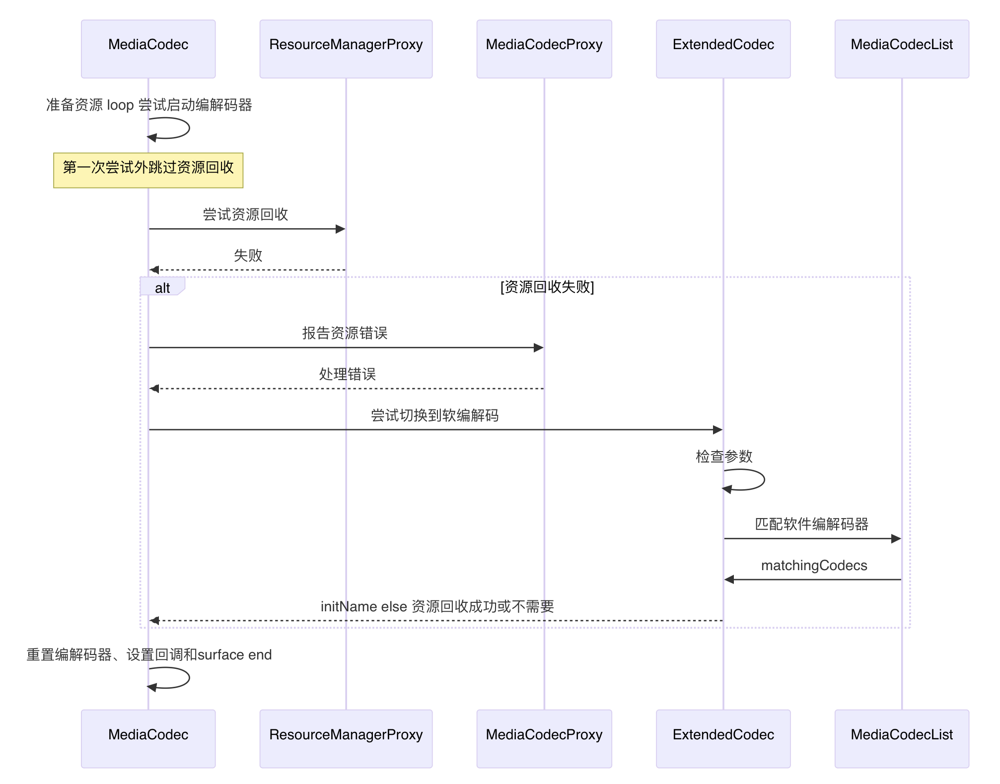 MediaCodec
ResourceManagerProxy
MediaCodecProxy
ExtendedCodec
MediaCodecList
准备资源 loop 尝试启动编解码器
第一次尝试外跳过资源回收
尝试资源回收
失败
alt
[资源回收失败]
报告资源错误
处理错误
尝试切换到软编解码
检查参数
匹配软件编解码器
matchingCodecs
initName else 资源回收成功或不需要
重置编解码器、设置回调和surface end
MediaCodec
ResourceManagerProxy
MediaCodecProxy
ExtendedCodec
MediaCodecList